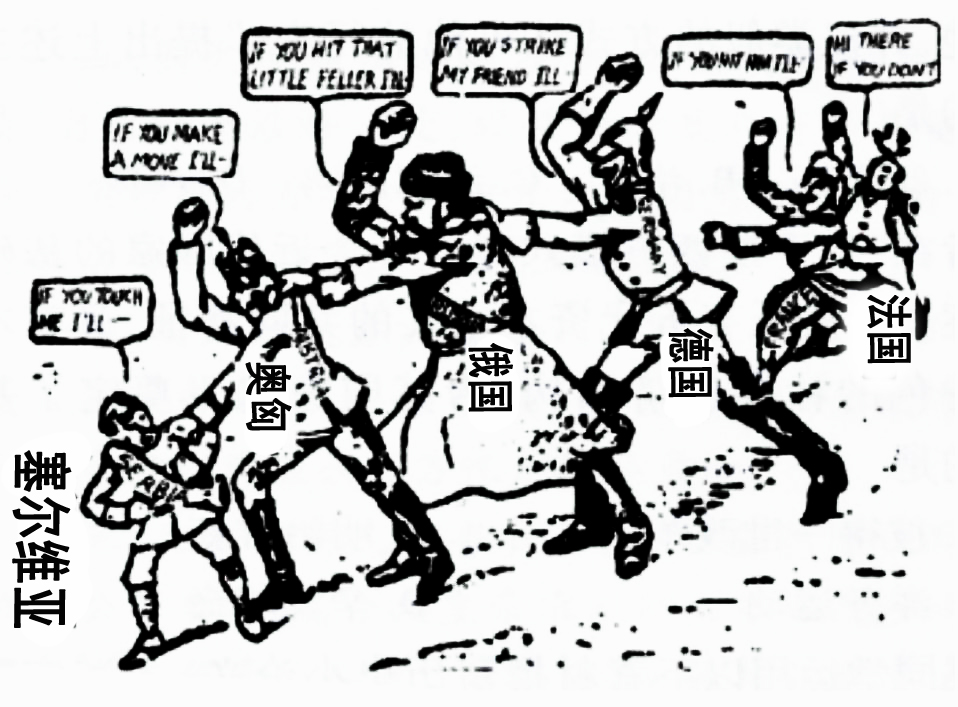 IF YOU TOUCH
ME I'LL —
IF YOU MAKE
A MOVE I'LL-
IF YOU HIT THAT
LITTLE FELLER I'LL
IF YOU STRIKE
MY FRIEND ILL-
IF YOU HIT HIM I'LL-
HI THERE
IF YOU DON'T
SERBIA
AUSTRIA
GERMANY
FRANCE
塞尔维亚
奥匈
俄国
德国
法国